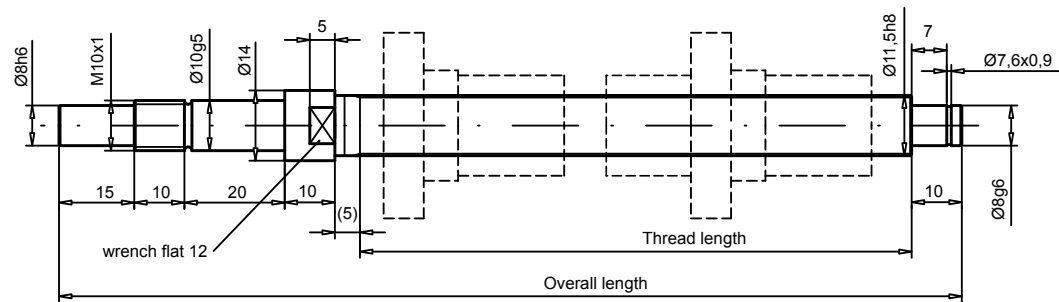 5
7
Ø8h6
M10x1
Ø10g5
Ø14
Ø11,5h8
Ø7,6x0,9
15
10
20
10
(5)
10
Ø8g6
wrench flat 12
Thread length
Overall length